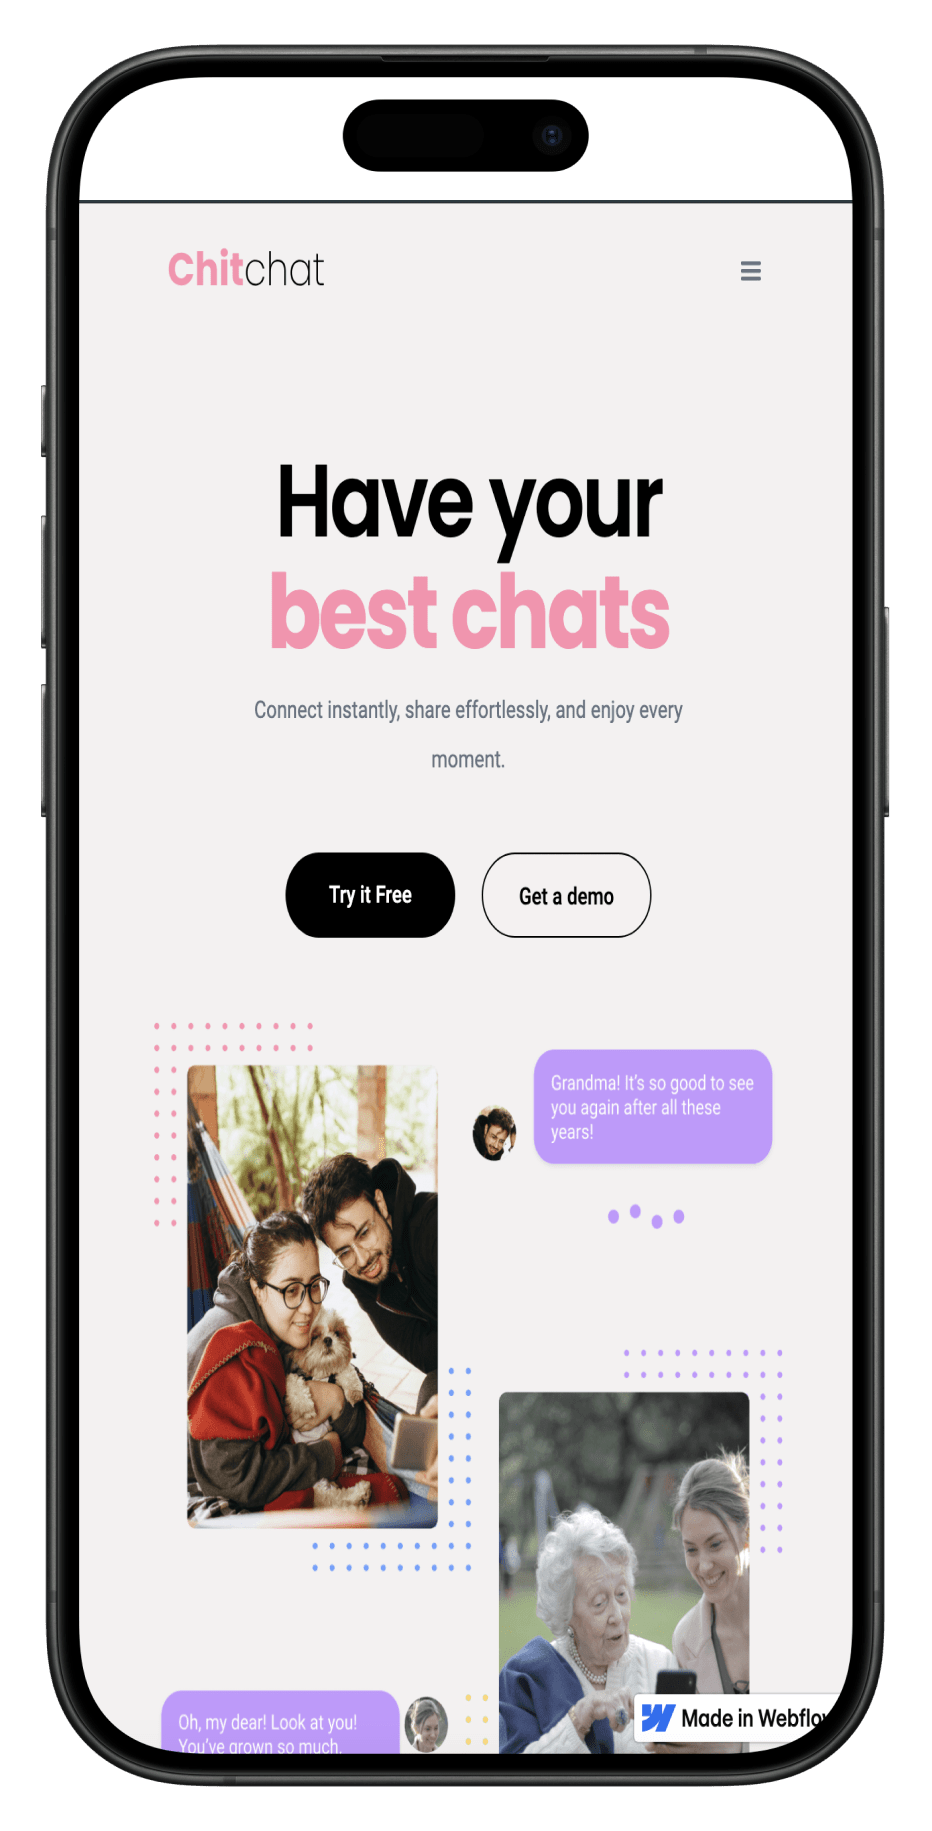 Chitchat
Have your
best chats
Connect instantly, share effortlessly, and enjoy every
moment.
Try it Free
Get a demo
Grandma! It's so good to see
you again after all these
years!
Oh, my dear! Look at you!
You've grown so much.
Made in Webflow